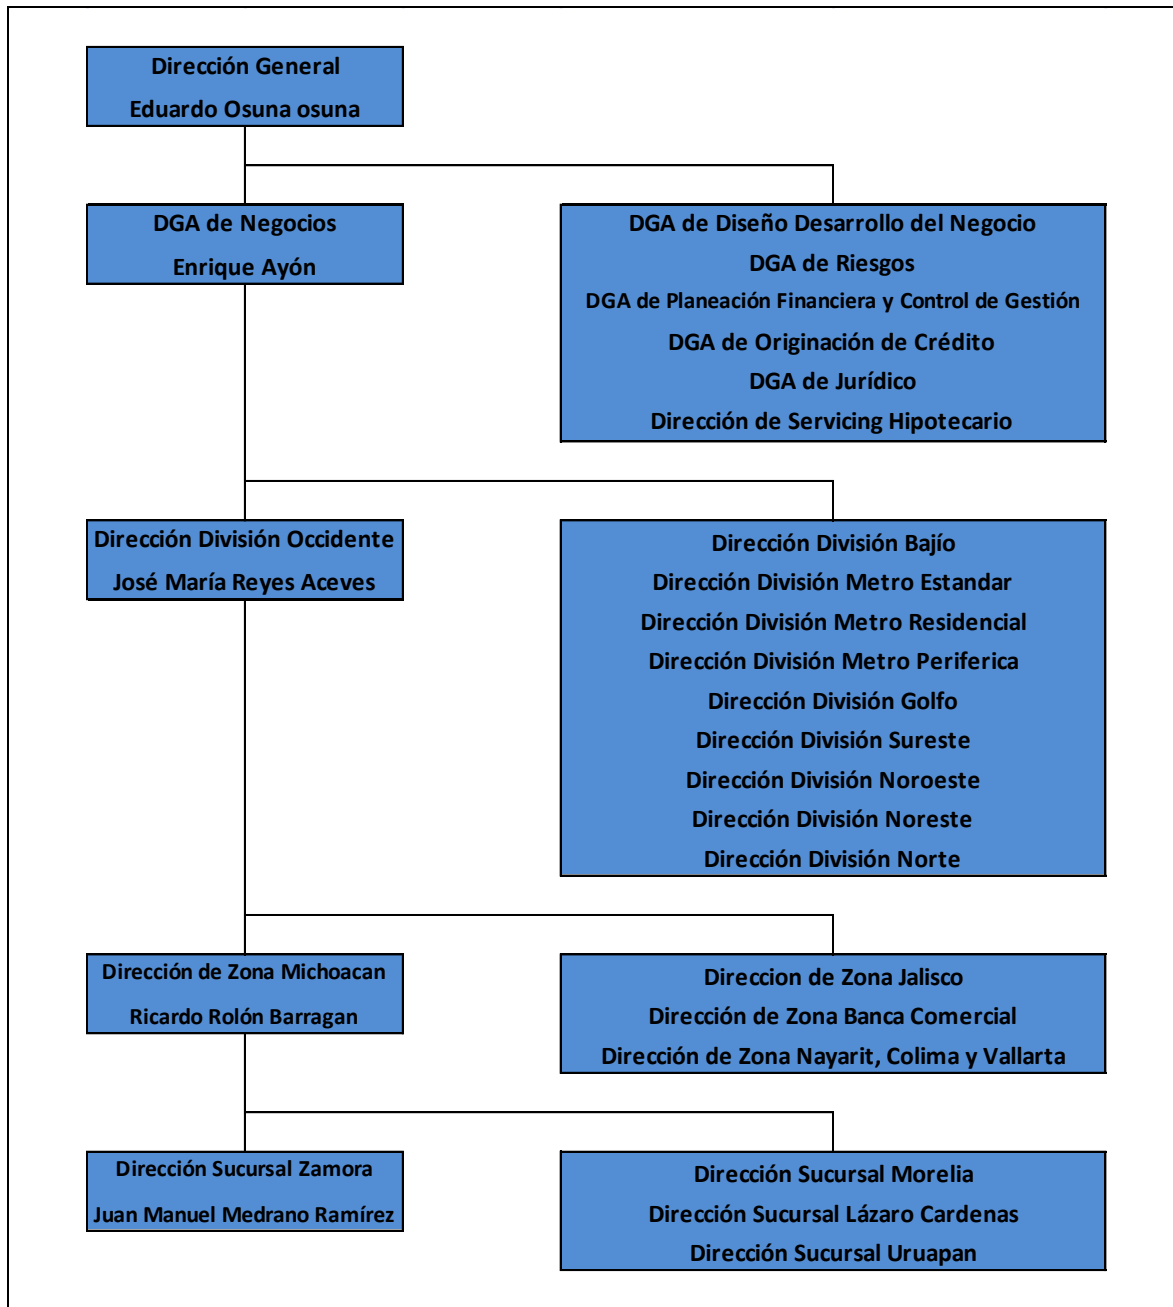 Dirección General
Eduardo Osuna osuna
DGA de Negocios
Enrique Ayón
DGA de Diseño Desarrollo del Negocio
DGA de Riesgos
DGA de Planeación Financiera y Control de Gestión
DGA de Originación de Crédito
DGA de Jurídico
Dirección de Servicing Hipotecario
Dirección División Occidente
José María Reyes Aceves
Dirección División Bajío
Dirección División Metro Estandar
Dirección División Metro Residencial
Dirección División Metro Periferica
Dirección División Golfo
Dirección División Sureste
Dirección División Noroeste
Dirección División Noreste
Dirección División Norte
Dirección de Zona Michoacan
Ricardo Rolón Barragan
Direccion de Zona Jalisco
Dirección de Zona Banca Comercial
Dirección de Zona Nayarit, Colima y Vallarta
Dirección Sucursal Zamora
Juan Manuel Medrano Ramírez
Dirección Sucursal Morelia
Dirección Sucursal Lázaro Cardenas
Dirección Sucursal Uruapan